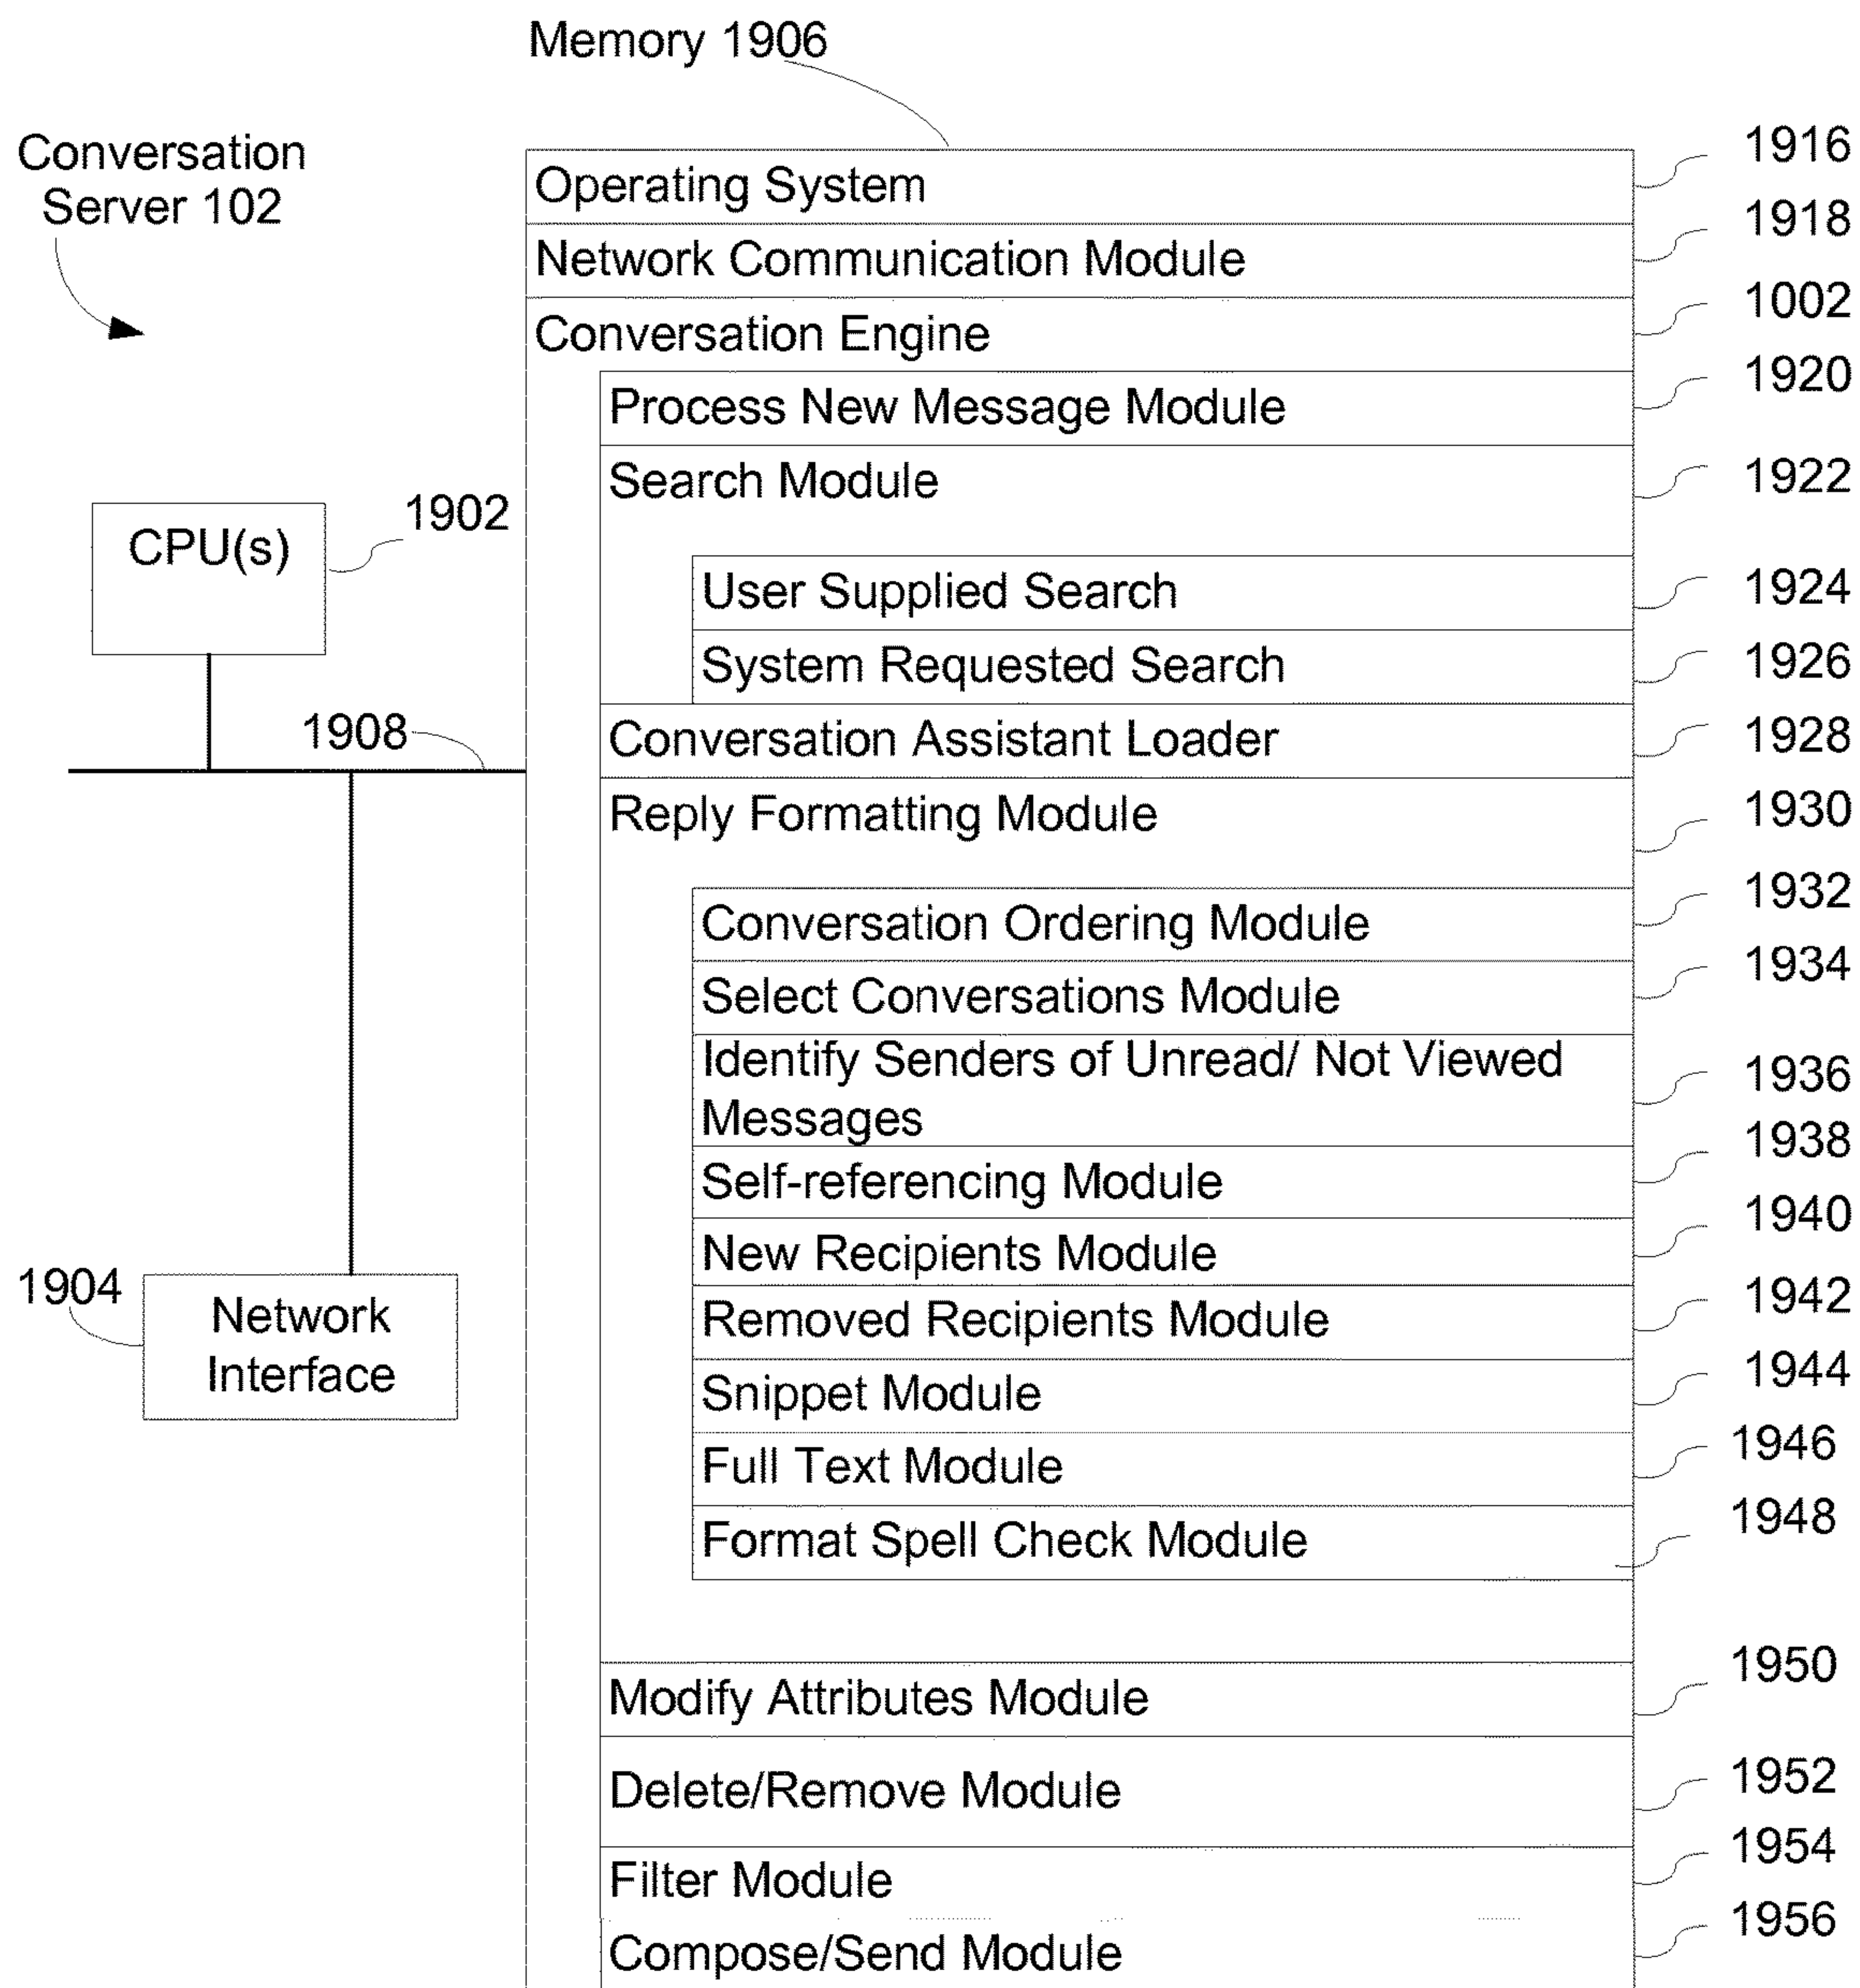 Memory 1906
Conversation
Server 102
Operating System
1916
Network Communication Module
1918
Conversation Engine
1002
Process New Message Module
1920
Search Module
1922
CPU(s)
1902
User Supplied Search
1924
System Requested Search
1926
1908
Conversation Assistant Loader
1928
Reply Formatting Module
1930
Conversation Ordering Module
1932
Select Conversations Module
1934
Identify Senders of Unread/ Not Viewed
Messages
1936
Self-referencing Module
1938
New Recipients Module
1940
1904
Network
Interface
Removed Recipients Module
1942
Snippet Module
1944
Full Text Module
1946
Format Spell Check Module
1948
Modify Attributes Module
1950
Delete/Remove Module
1952
Filter Module
1954
Compose/Send Module
1956